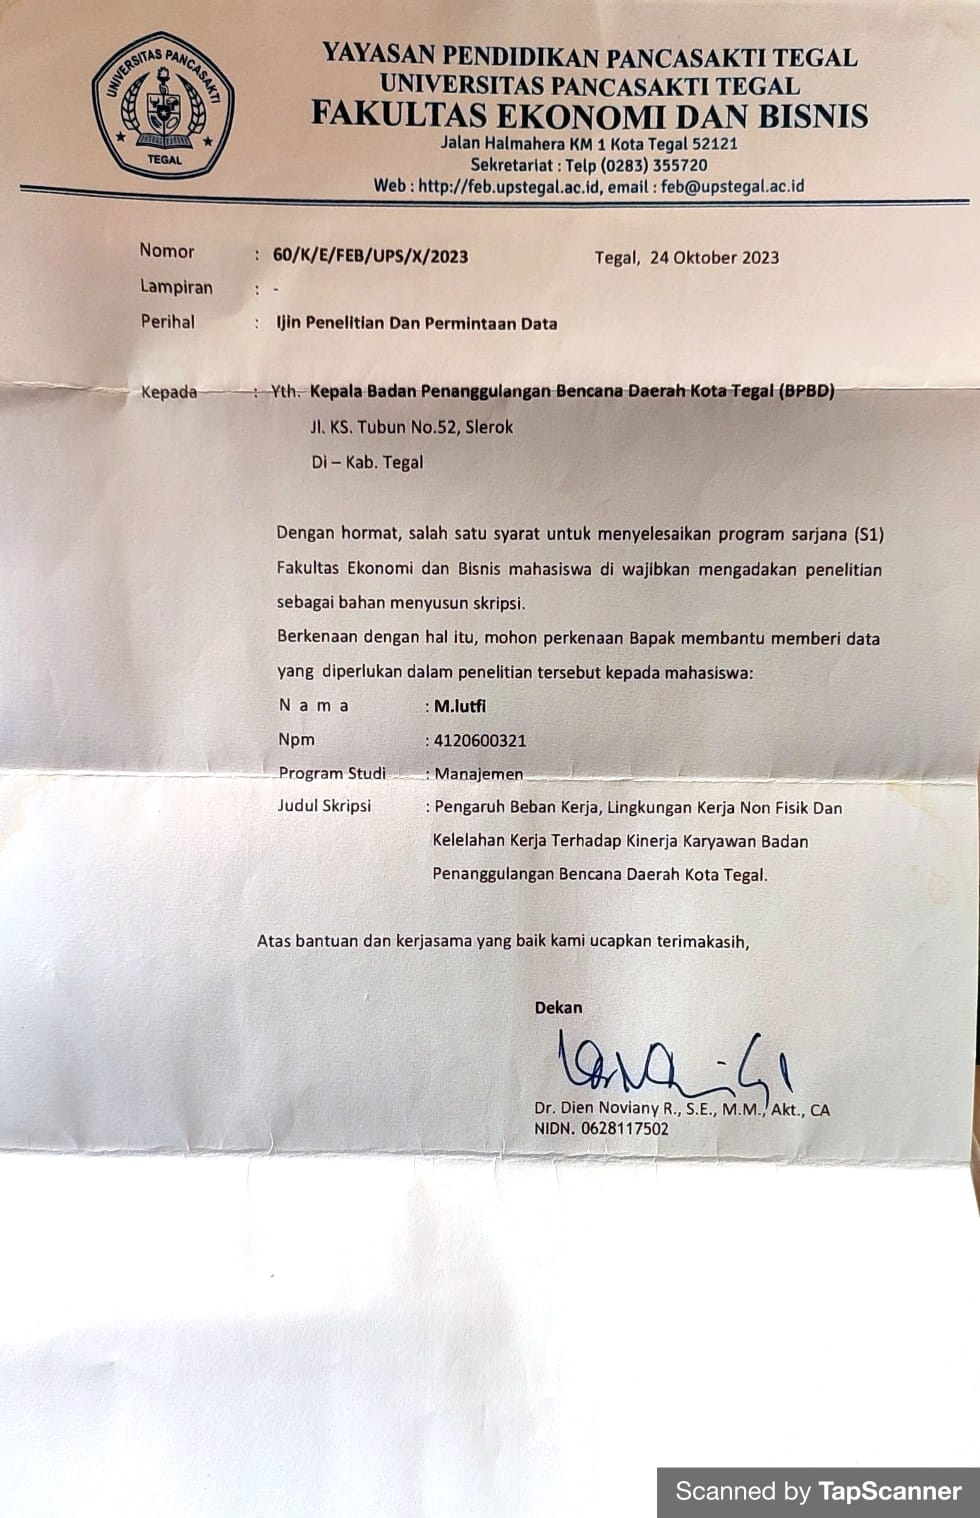 UNIVERSITAS PANCASAKTI
TEGAL
YAYASAN PENDIDIKAN PANCASAKTI TEGAL
UNIVERSITAS PANCASAKTI TEGAL
FAKULTAS EKONOMI DAN BISNIS
Jalan Halmahera KM 1 Kota Tegal 52121
Sekretariat : Telp (0283) 355720
Web : http://feb.upstegal.ac.id, email : feb@upstegal.ac.id
Nomor : 60/K/E/FEB/UPS/X/2023 Tegal, 24 Oktober 2023
Lampiran : -
Perihal : Ijin Penelitian Dan Permintaan Data
Kepada : Yth. Kepala Badan Penanggulangan Bencana Daerah Kota Tegal (BPBD)
Jl. KS. Tubun No.52, Slerok
Di – Kab. Tegal
Dengan hormat, salah satu syarat untuk menyelesaikan program sarjana (S1)
Fakultas Ekonomi dan Bisnis mahasiswa di wajibkan mengadakan penelitian
sebagai bahan menyusun skripsi.
Berkenaan dengan hal itu, mohon perkenaan Bapak membantu memberi data
yang diperlukan dalam penelitian tersebut kepada mahasiswa:
N a m a : M.lutfi
Npm : 4120600321
Program Studi : Manajemen
Judul Skripsi : Pengaruh Beban Kerja, Lingkungan Kerja Non Fisik Dan
Kelelahan Kerja Terhadap Kinerja Karyawan Badan
Penanggulangan Bencana Daerah Kota Tegal.
Atas bantuan dan kerjasama yang baik kami ucapkan terimakasih,
Dekan
Dr. Dien Noviany R., S.E., M.M., Akt., CA
NIDN. 0628117502
Scanned by TapScanner